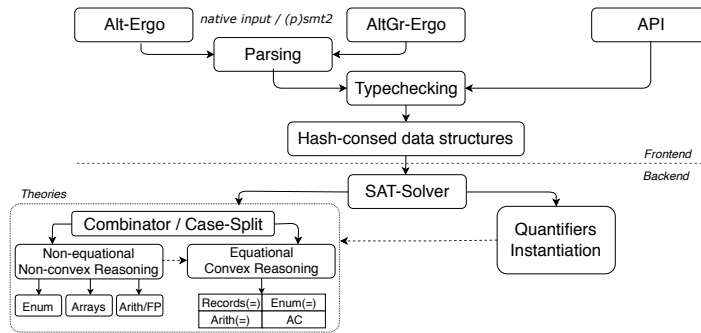 Alt-Ergo
native input / (p)smt2
AltGr-Ergo
API
Parsing
Typechecking
Hash-consed data structures
Frontend
Backend
Theories
SAT-Solver
Combinator / Case-Split
Quantifiers
Instantiation
Non-equational
Non-convex Reasoning
Equational
Convex Reasoning
Enum
Arrays
Arith/FP
Records(=)
Enum(=)
Arith(=)
AC